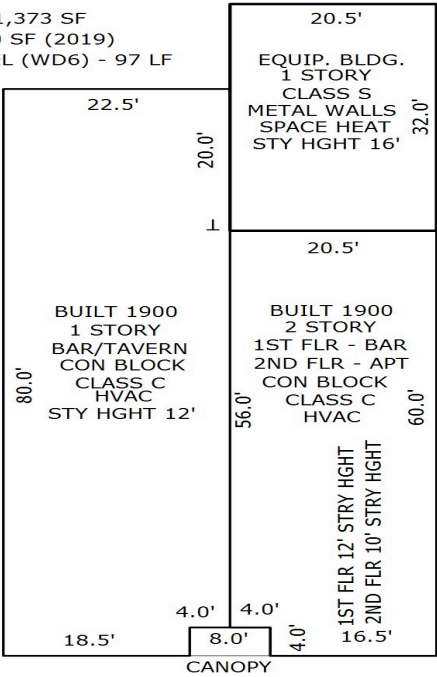 1,373 SF
SF (2019)
(WD6) - 97 LF
20.5'
EQUIP. BLDG.
1 STORY
CLASS S
METAL WALLS
SPACE HEAT
STY HGHT 16'
32.0'
22.5'
20.0'
20.5'
BUILT 1900
1 STORY
BAR/TAVERN
CON BLOCK
CLASS C
HVAC
STY HGHT 12'
80.0'
56.0'
BUILT 1900
2 STORY
1ST FLR - BAR
2ND FLR - APT
CON BLOCK
CLASS C
HVAC
60.0'
1ST FLR 12' STRY HGHT
2ND FLR 10' STRY HGHT
4.0'
4.0'
18.5'
8.0'
4.0'
16.5'
CANOPY